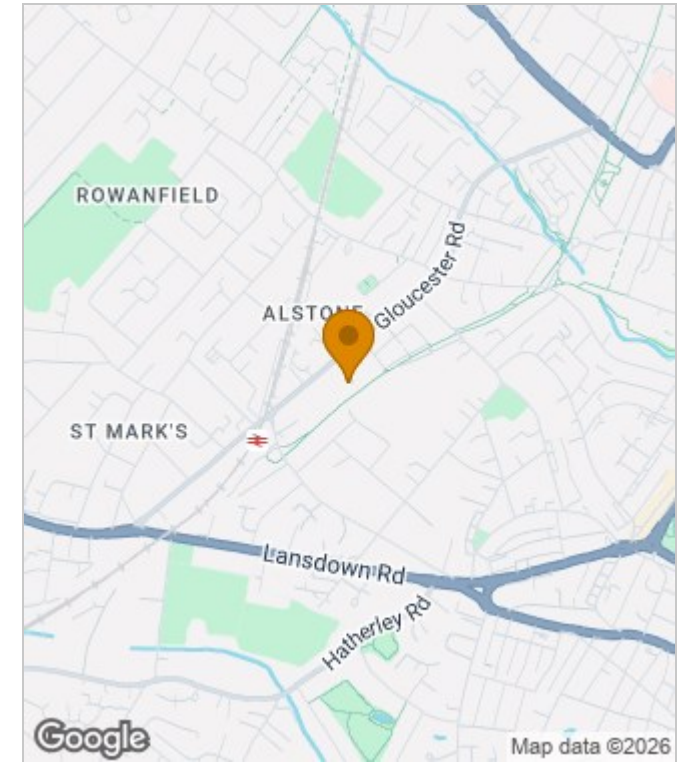 ROWANFIELD
Gloucester Rd
ALSTONE
ST MARK'S
Lansdown Rd
Hatherley Rd
Google
Map data ©2026